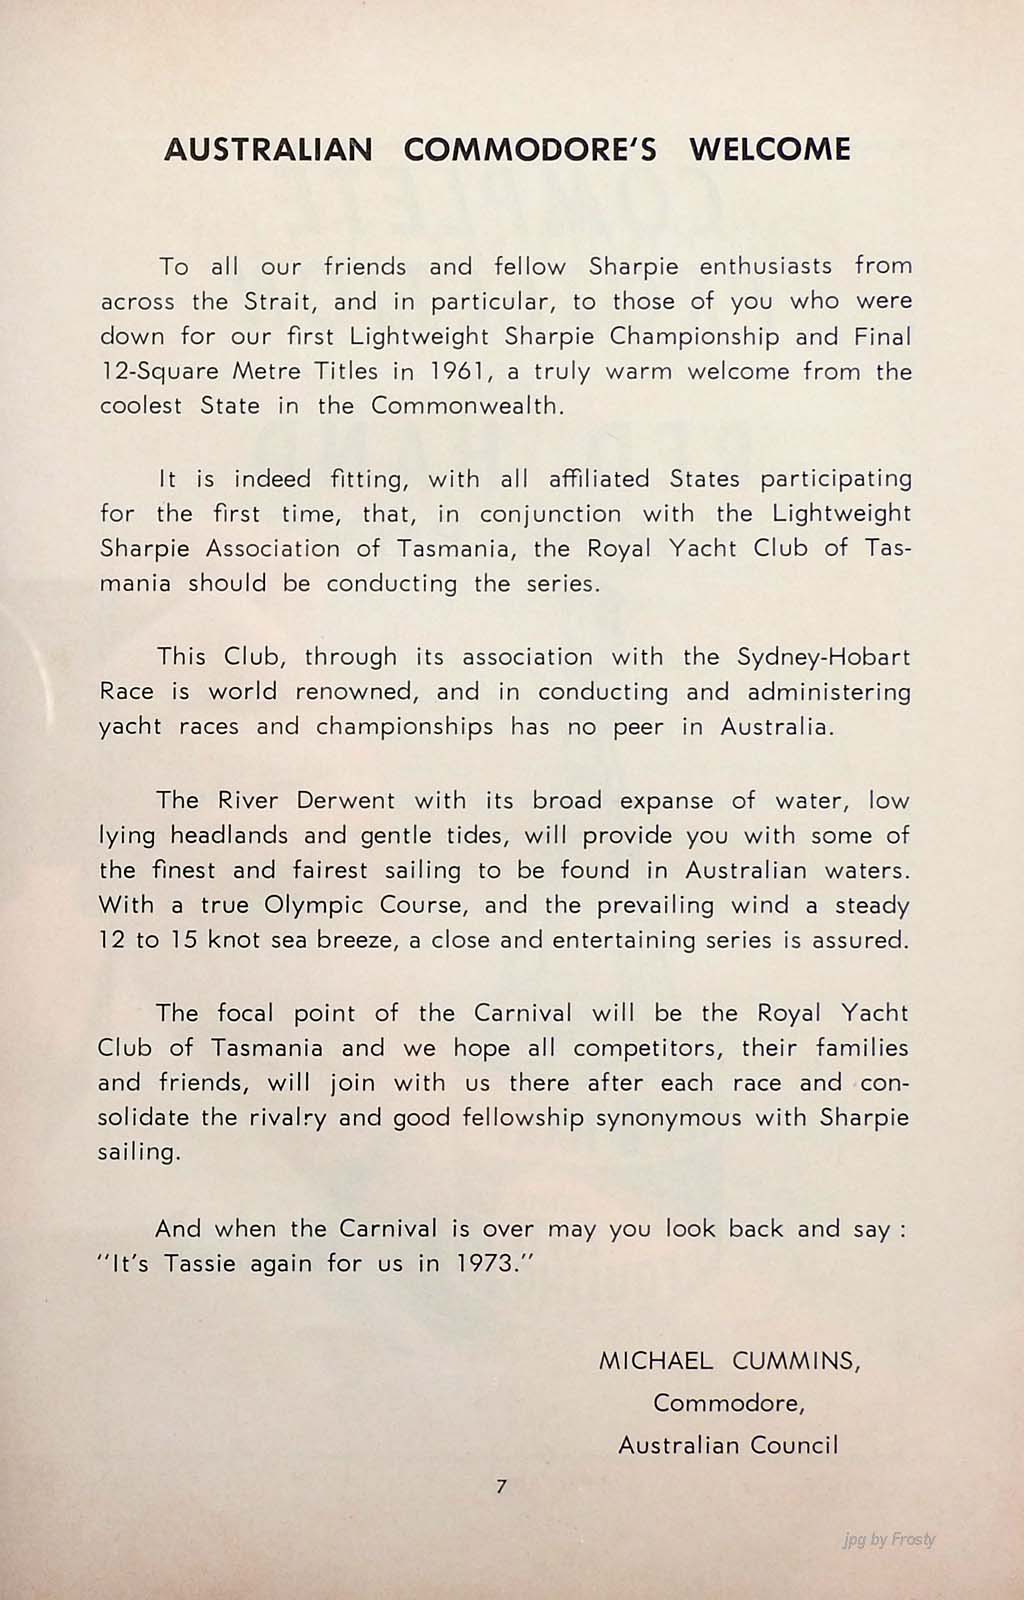 AUSTRALIAN COMMODORE'S WELCOME
To all our friends and fellow Sharpie enthusiasts from
across the Strait, and in particular, to those of you who were
down for our first Lightweight Sharpie Championship and Final
12-Square Metre Titles in 1961, a truly warm welcome from the
coolest State in the Commonwealth.
It is indeed fitting, with all affiliated States participating
for the first time, that, in conjunction with the Lightweight
Sharpie Association of Tasmania, the Royal Yacht Club of Tas-
mania should be conducting the series.
This Club, through its association with the Sydney-Hobart
Race is world renowned, and in conducting and administering
yacht races and championships has no peer in Australia.
The River Derwent with its broad expanse of water, low
lying headlands and gentle tides, will provide you with some of
the finest and fairest sailing to be found in Australian waters.
With a true Olympic Course, and the prevailing wind a steady
12 to 15 knot sea breeze, a close and entertaining series is assured.
The focal point of the Carnival will be the Royal Yacht
Club of Tasmania and we hope all competitors, their families
and friends, will join with us there after each race and con-
solidate the rivalry and good fellowship synonymous with Sharpie
sailing.
And when the Carnival is over may you look back and say :
"It's Tassie again for us in 1973."
MICHAEL CUMMINS,
Commodore,
Australian Council
7
jpg by Frosty